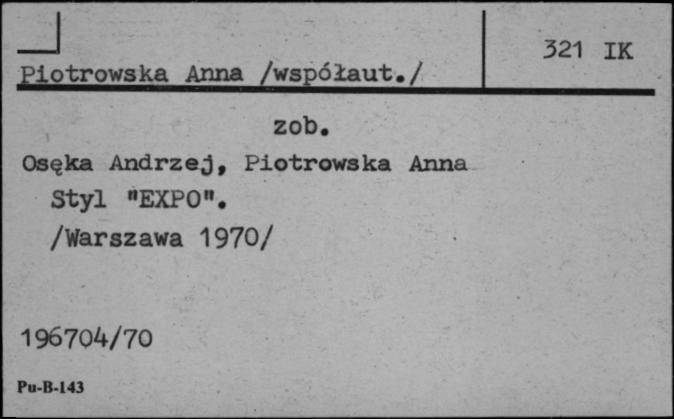 321 IK
Piotrowska Anna /współaut./
zob.
Osęka Andrzej, Piotrowska Anna
Styl "EXPO".
/Warszawa 1970/
196704/70
Pu-B-143